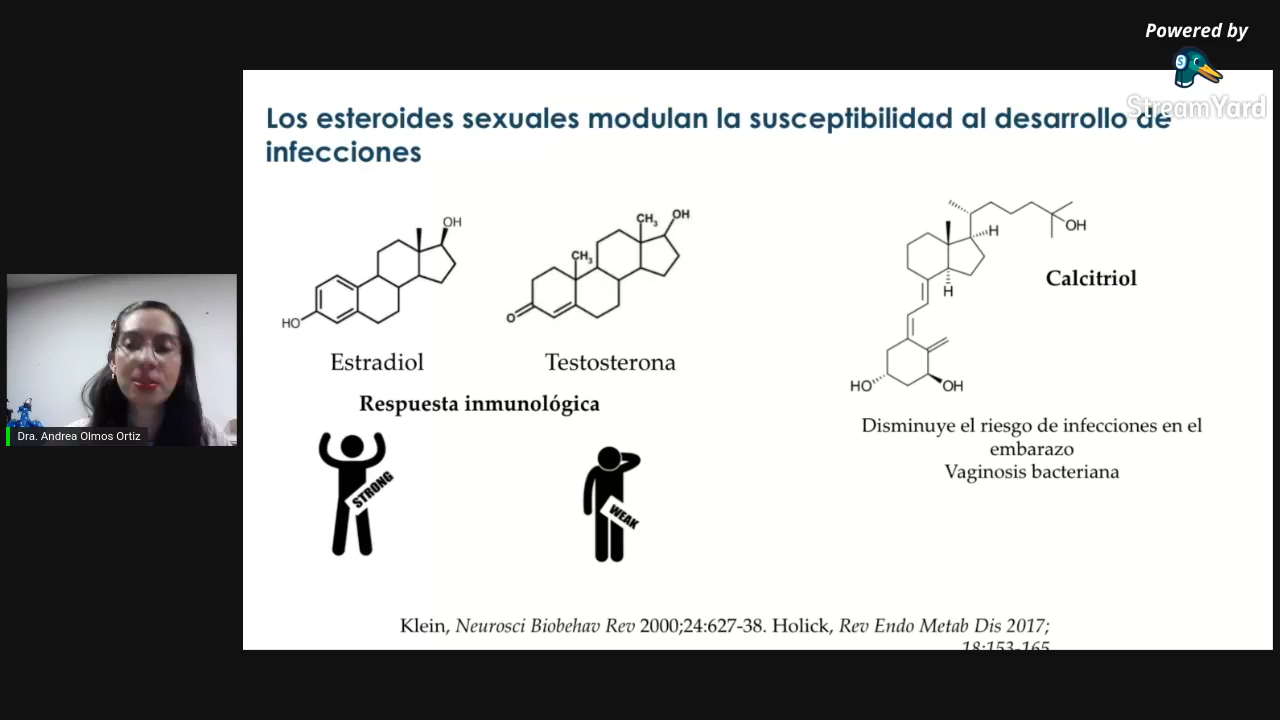 Powered by
StreamYard
Los esteroides sexuales modulan la susceptibilidad al desarrollo de
infecciones
OH
HO
Estradiol
CH3
OH
CH3
O
Testosterona
H
OH
H
HO
OH
Calcitriol
Respuesta inmunológica
STRONG
WEAK
Disminuye el riesgo de infecciones en el
embarazo
Vaginosis bacteriana
Dra. Andrea Olmos Ortiz
Klein, Neurosci Biobehav Rev 2000;24:627-38. Holick, Rev Endo Metab Dis 2017;
18:153-165